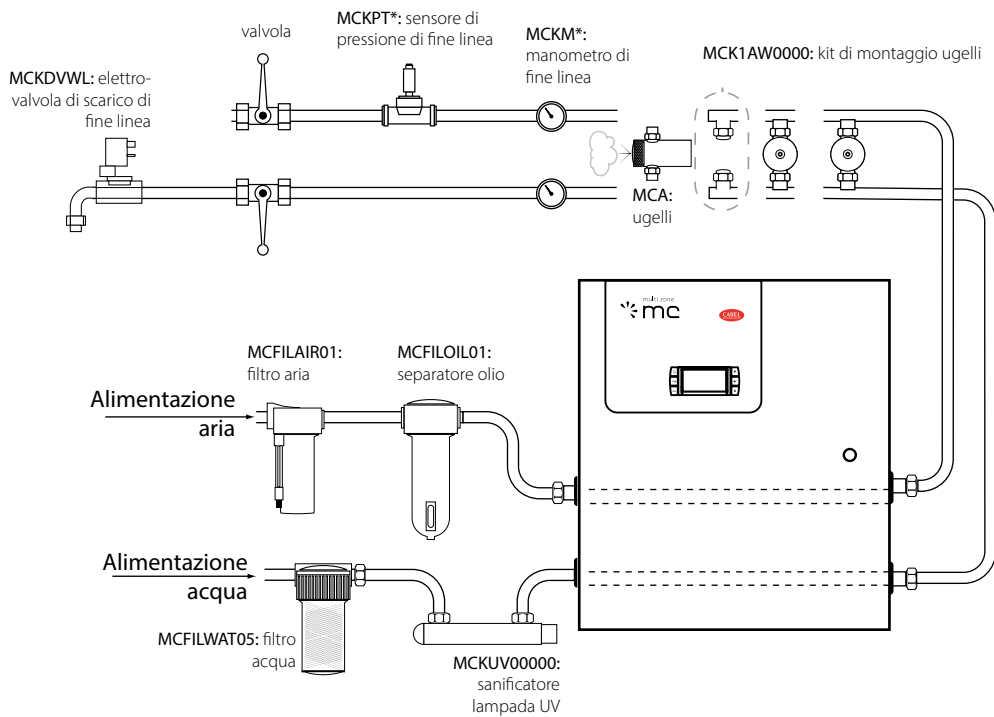 MCKDVWL: elettro-
valvola di scarico di
fine linea
valvola
MCKPT*: sensore di
pressione di fine linea
MCKM*:
manometro di
fine linea
MCK1AW0000: kit di montaggio ugelli
MCA:
ugelli
multi zone
mc
CAREL
MCFILAIR01:
filtro aria
MCFILOIL01:
separatore olio
Alimentazione
aria
Alimentazione
acqua
MCFILWAT05: filtro
acqua
MCKUV00000:
sanificatore
lampada UV